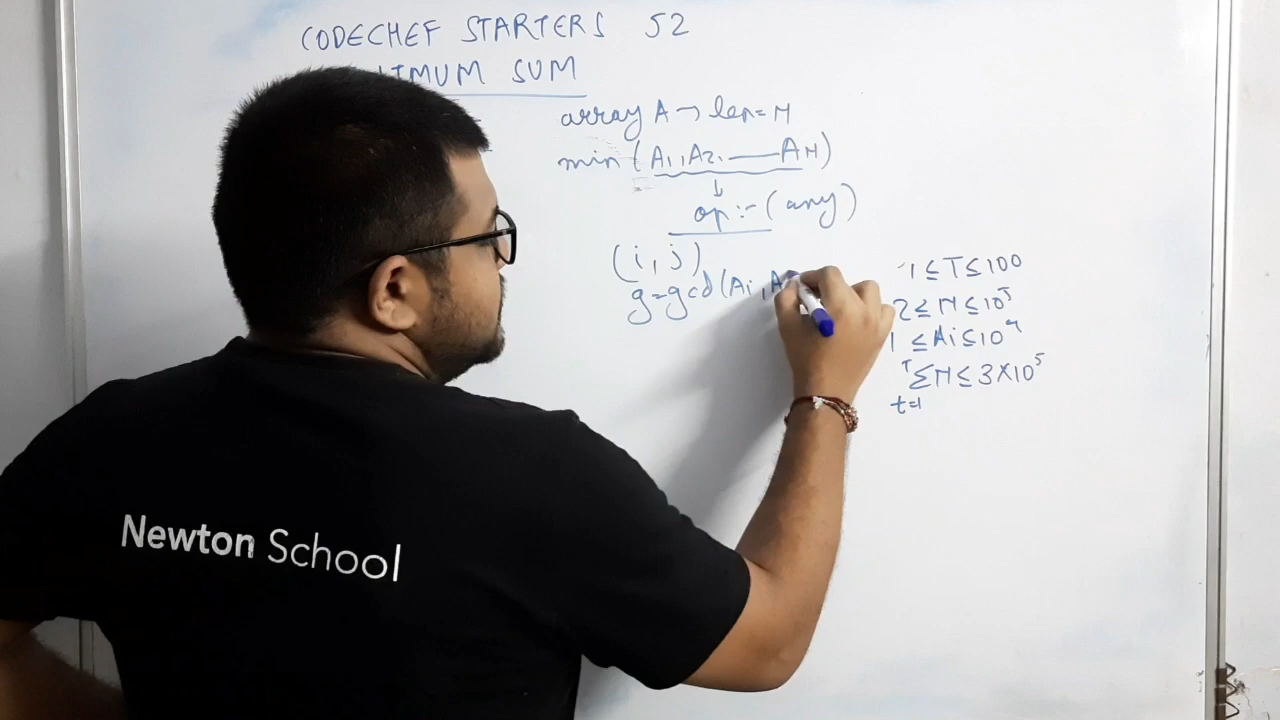 CODECHEF STARTERS 52
IMUM SUM
array A → len = N
min (A1, A2, ——— AN)
↓
op :- (any)
(i, j)
g = gcd (Ai, A
1 ≤ T ≤ 100
2 ≤ N ≤ 10^5
1 ≤ Ai ≤ 10^9
T
∑ N ≤ 3 × 10^5
t=1
Newton School